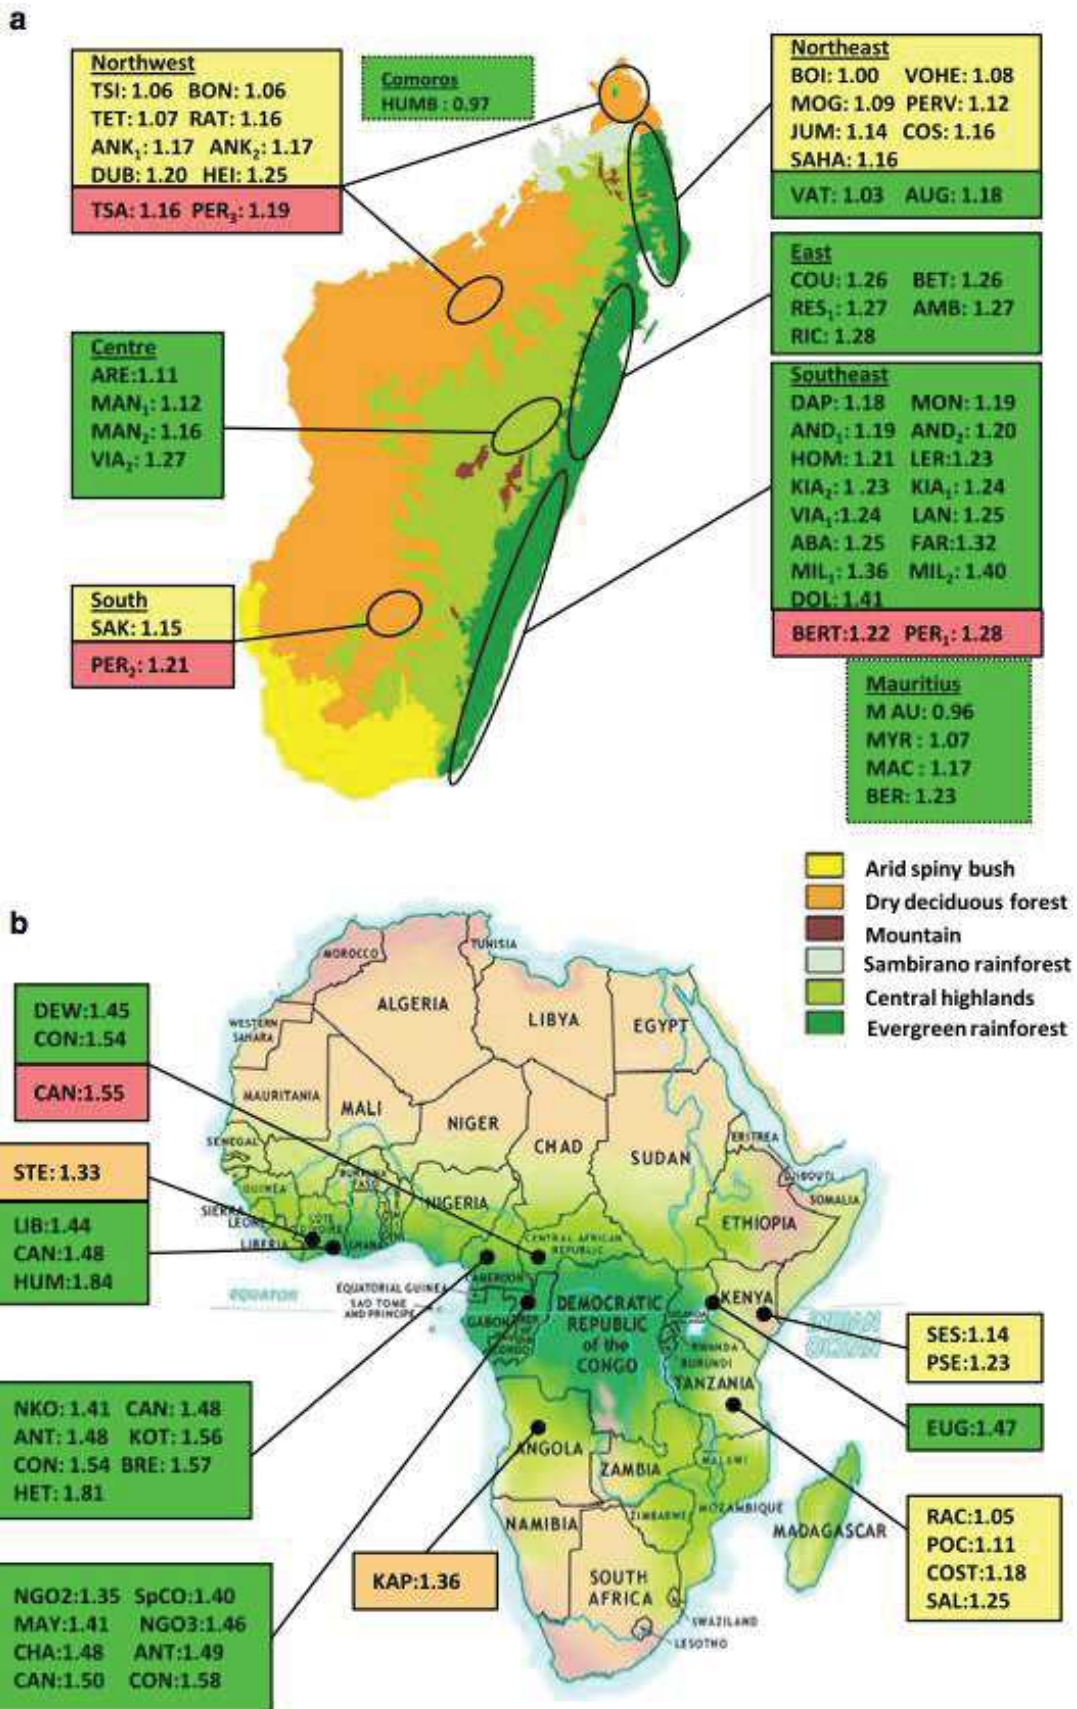 a
Northwest
TSI: 1.06 BON: 1.06
TET: 1.07 RAT: 1.16
ANK₁: 1.17 ANK₂: 1.17
DUB: 1.20 HEI: 1.25
TSA: 1.16 PER₃: 1.19
Comoros
HUMB : 0.97
Northeast
BOI: 1.00 VOHE: 1.08
MOG: 1.09 PERV: 1.12
JUM: 1.14 COS: 1.16
SAHA: 1.16
VAT: 1.03 AUG: 1.18
East
COU: 1.26 BET: 1.26
RES₁: 1.27 AMB: 1.27
RIC: 1.28
Centre
ARE:1.11
MAN₁: 1.12
MAN₂: 1.16
VIA₂: 1.27
Southeast
DAP: 1.18 MON: 1.19
AND₁: 1.19 AND₂: 1.20
HOM: 1.21 LER:1.23
KIA₂: 1.23 KIA₁: 1.24
VIA₁:1.24 LAN: 1.25
ABA: 1.25 FAR:1.32
MIL₁: 1.36 MIL₂: 1.40
DOL: 1.41
BERT:1.22 PER₁: 1.28
South
SAK: 1.15
PER₂: 1.21
Mauritius
M AU: 0.96
MYR : 1.07
MAC : 1.17
BER: 1.23
Arid spiny bush
Dry deciduous forest
Mountain
Sambirano rainforest
Central highlands
Evergreen rainforest
b
DEW:1.45
CON:1.54
CAN:1.55
STE: 1.33
LIB:1.44
CAN:1.48
HUM:1.84
NKO: 1.41 CAN: 1.48
ANT: 1.48 KOT: 1.56
CON: 1.54 BRE: 1.57
HET: 1.81
NGO2:1.35 SpCO:1.40
MAY:1.41 NGO3:1.46
CHA:1.48 ANT:1.49
CAN:1.50 CON:1.58
KAP:1.36
SES:1.14
PSE:1.23
EUG:1.47
RAC:1.05
POC:1.11
COST:1.18
SAL:1.25
MOROCCO
TUNISIA
ALGERIA
LIBYA
EGYPT
WESTERN
SAHARA
MAURITANIA
MALI
NIGER
CHAD
SUDAN
ERITREA
DJIBOUTI
SOMALIA
ETHIOPIA
SENEGAL
GUINEA
SIERRA
LEONE
LIBERIA
COTE
D'IVOIRE
BURKINA
FASO
GHANA
NIGERIA
CENTRAL AFRICAN
REPUBLIC
CAMEROON
EQUATORIAL GUINEA
SAO TOME
AND PRINCIPE
GABON
CONGO
DEMOCRATIC
REPUBLIC
of the
CONGO
EQUATOR
KENYA
RWANDA
BURUNDI
TANZANIA
INDIAN
OCEAN
ANGOLA
ZAMBIA
MALAWI
MOZAMBIQUE
ZIMBABWE
NAMIBIA
MADAGASCAR
SOUTH
AFRICA
SWAZILAND
LESOTHO